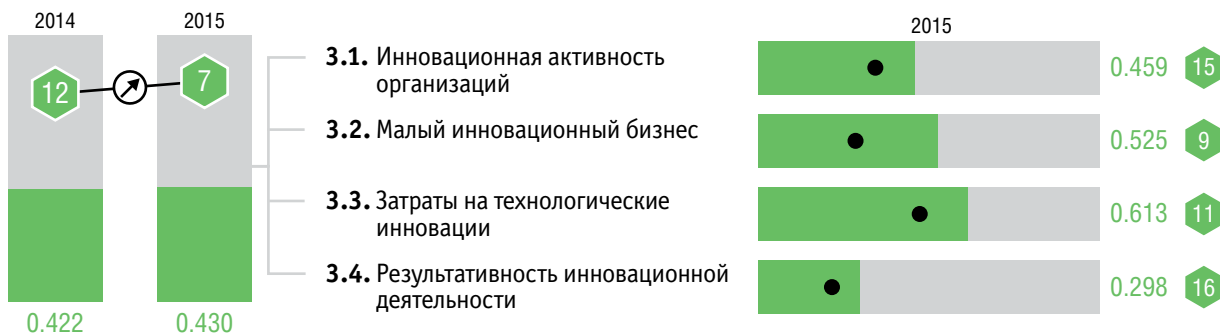 2014
2015
12
7
0.422
0.430
3.1. Инновационная активность
организаций
3.2. Малый инновационный бизнес
3.3. Затраты на технологические
инновации
3.4. Результативность инновационной
деятельности
2015
0.459 15
0.525 9
0.613 11
0.298 16